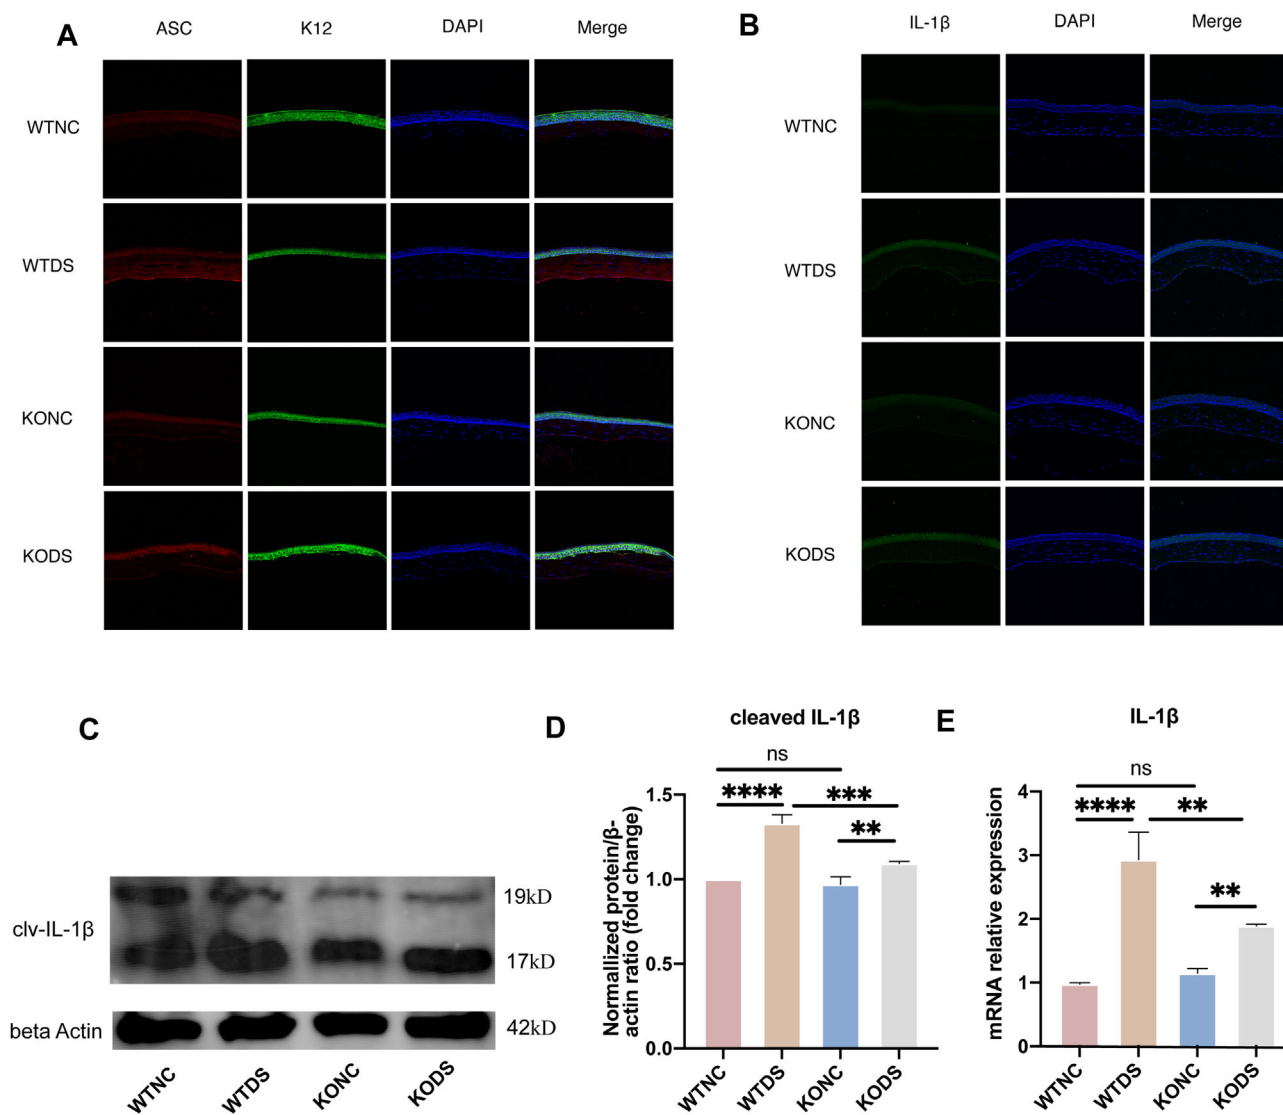 A
ASC K12 DAPI Merge
WTNC
WTDS
KONC
KODS
B
IL-1β DAPI Merge
WTNC
WTDS
KONC
KODS
C
clv-IL-1β
19kD
17kD
beta Actin
42kD
WTNC WTDS KONC KODS
D
cleaved IL-1β
ns
**** ***
**
Normallized protein/β-
actin ratio (fold change)
1.5
1.0
0.5
0.0
WTNC WTDS KONC KODS
E
IL-1β
ns
**** **
**
mRNA relative expression
4
3
2
1
0
WTNC WTDS KONC KODS